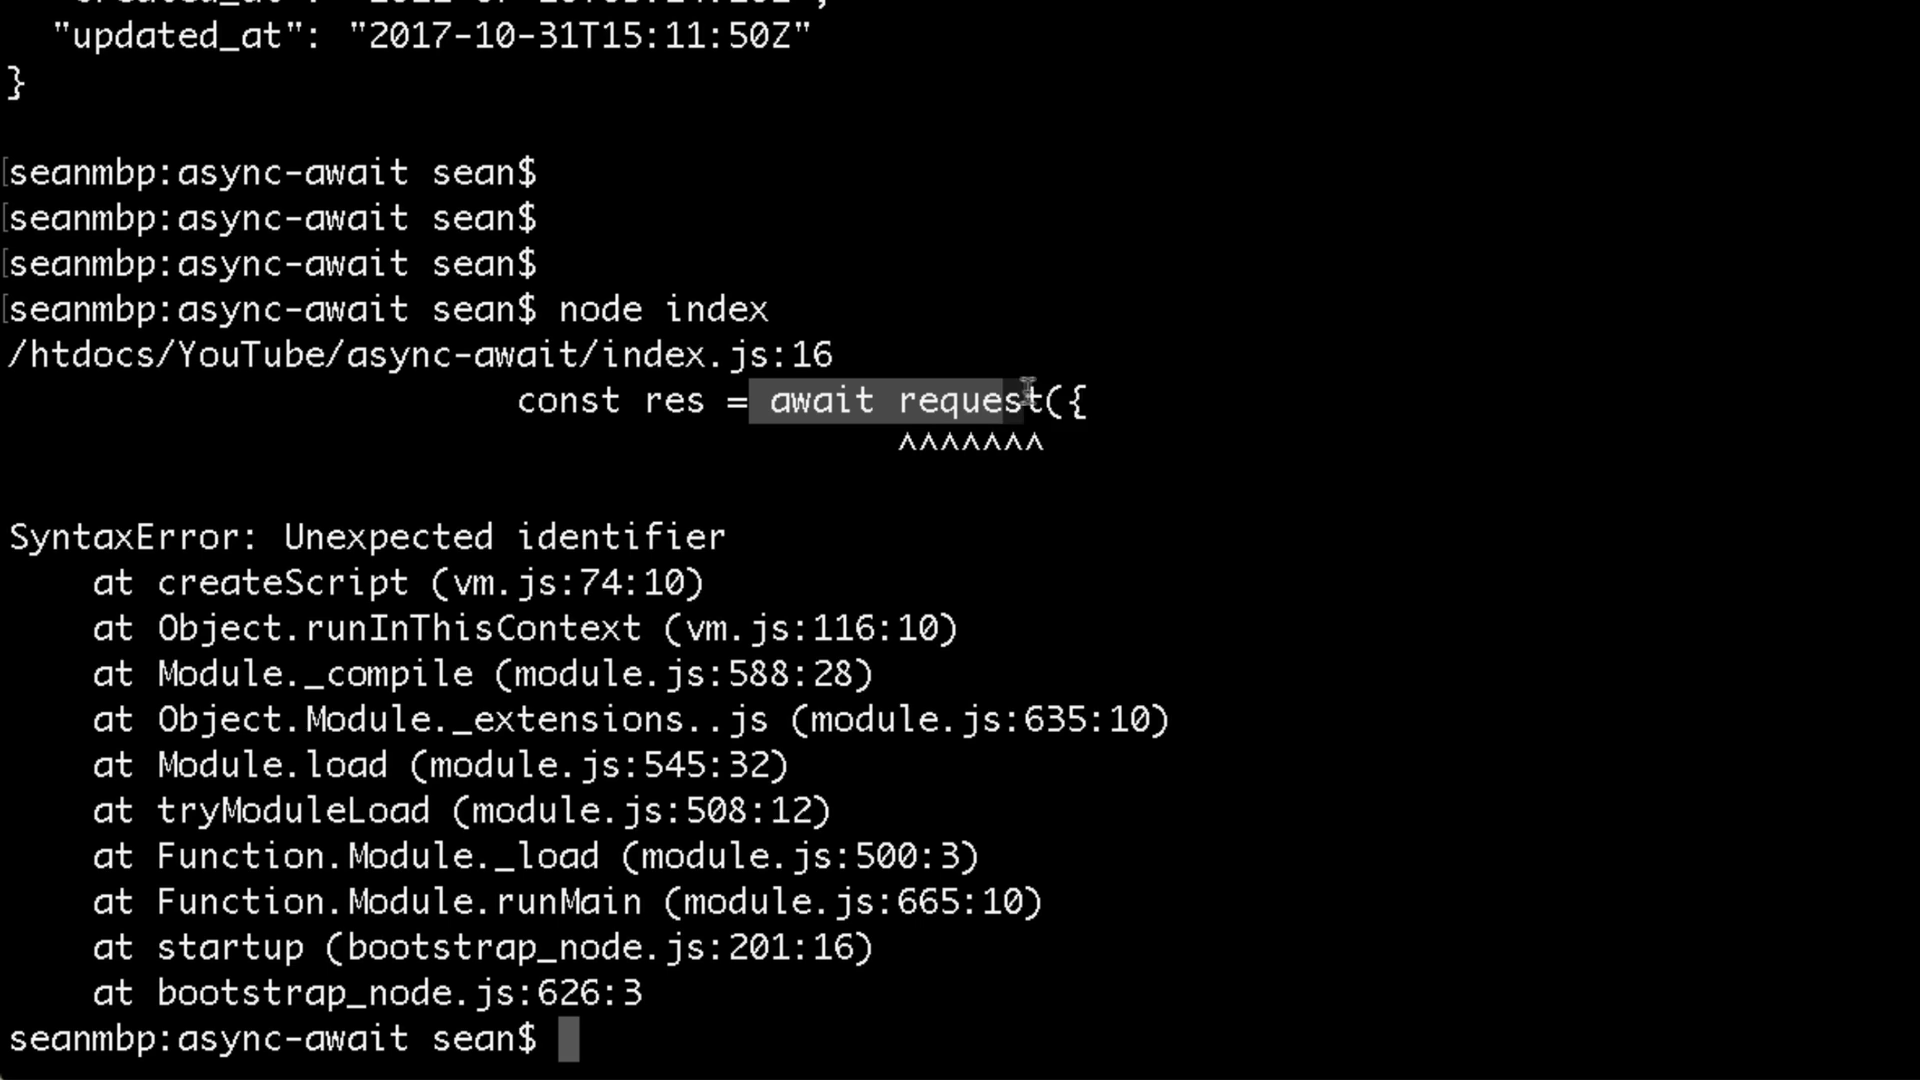 "updated_at": "2017-10-31T15:11:50Z"
}
[seanmbp:async-await sean$
[seanmbp:async-await sean$
[seanmbp:async-await sean$
[seanmbp:async-await sean$ node index
/htdocs/YouTube/async-await/index.js:16
const res = await request({
^^^^^^^
SyntaxError: Unexpected identifier
at createScript (vm.js:74:10)
at Object.runInThisContext (vm.js:116:10)
at Module._compile (module.js:588:28)
at Object.Module._extensions..js (module.js:635:10)
at Module.load (module.js:545:32)
at tryModuleLoad (module.js:508:12)
at Function.Module._load (module.js:500:3)
at Function.Module.runMain (module.js:665:10)
at startup (bootstrap_node.js:201:16)
at bootstrap_node.js:626:3
seanmbp:async-await sean$